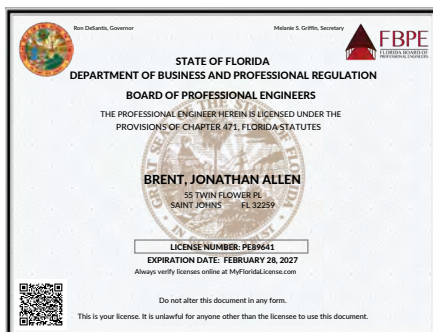 Ron DeSantis, Governor
Melanie S. Griffin, Secretary
FBPE
FLORIDA BOARD OF
PROFESSIONAL ENGINEERS
STATE OF FLORIDA
DEPARTMENT OF BUSINESS AND PROFESSIONAL REGULATION
BOARD OF PROFESSIONAL ENGINEERS
THE PROFESSIONAL ENGINEER HEREIN IS LICENSED UNDER THE
PROVISIONS OF CHAPTER 471, FLORIDA STATUTES
BRENT, JONATHAN ALLEN
55 TWIN FLOWER PL
SAINT JOHNS FL 32259
LICENSE NUMBER: PE89641
EXPIRATION DATE: FEBRUARY 28, 2027
Always verify licenses online at MyFloridaLicense.com
Do not alter this document in any form.
This is your license. It is unlawful for anyone other than the licensee to use this document.